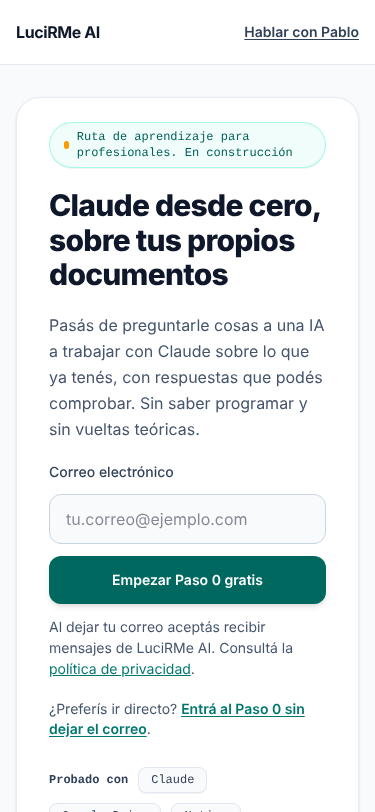 LuciRMe AI
Hablar con Pablo
Ruta de aprendizaje para
profesionales. En construcción
Claude desde cero,
sobre tus propios
documentos
Pasás de preguntarle cosas a una IA
a trabajar con Claude sobre lo que
ya tenés, con respuestas que podés
comprobar. Sin saber programar y
sin vueltas teóricas.
Correo electrónico
tu.correo@ejemplo.com
Empezar Paso 0 gratis
Al dejar tu correo aceptás recibir
mensajes de LuciRMe AI. Consultá la
política de privacidad.
¿Preferís ir directo? Entrá al Paso 0 sin
dejar el correo.
Probado con Claude